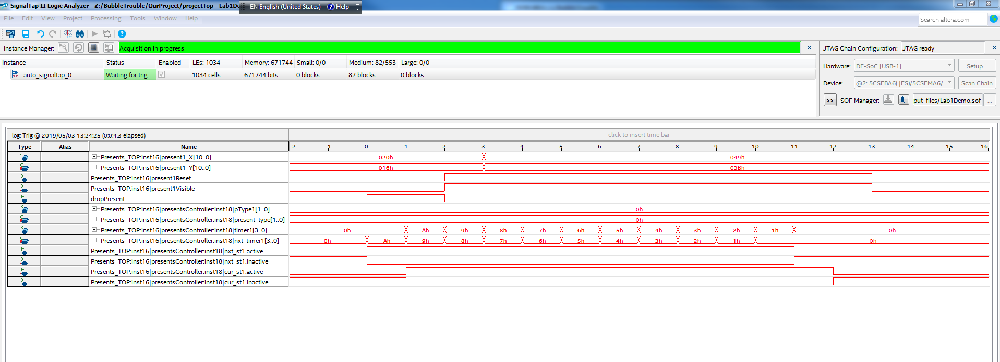 SignalTap II Logic Analyzer - Z:/BubbleTrouble/OurProject/projectTop - Lab1De
EN English (United States) Help
File Edit View Project Processing Tools Window Help
Search altera.com
Instance Manager: Acquisition in progress
JTAG Chain Configuration: JTAG ready
Instance Status Enabled LEs: 1034 Memory: 671744 Small: 0/0 Medium: 82/553 Large: 0/0
Hardware: DE-SoC [USB-1] Setup...
auto_signaltap_0 Waiting for trig... 1034 cells 671744 bits 0 blocks 82 blocks 0 blocks
Device: @2: 5CSEBA6(.|ES)/5CSEMA6/. Scan Chain
>> SOF Manager: put_files/Lab1Demo.sof ...
log: Trig @ 2019/05/03 13:24:25 (0:0:4.3 elapsed) click to insert time bar
Type Alias Name -2 -1 0 1 2 3 4 5 6 7 8 9 10 11 12 13 14 15 16
Presents_TOP:inst16|present1_X[10..0] 020h 049h
Presents_TOP:inst16|present1_Y[10..0] 016h 03Bh
Presents_TOP:inst16|present1Reset
Presents_TOP:inst16|present1Visible
dropPresent
Presents_TOP:inst16|presentsController:inst18|pType1[1..0] 0h
Presents_TOP:inst16|presentsController:inst18|present_type[1..0] 0h
Presents_TOP:inst16|presentsController:inst18|timer1[3..0] 0h Ah 9h 8h 7h 6h 5h 4h 3h 2h 1h 0h
Presents_TOP:inst16|presentsController:inst18|nxt_timer1[3..0] 0h Ah 9h 8h 7h 6h 5h 4h 3h 2h 1h 0h
Presents_TOP:inst16|presentsController:inst18|nxt_st1.active
Presents_TOP:inst16|presentsController:inst18|nxt_st1.inactive
Presents_TOP:inst16|presentsController:inst18|cur_st1.active
Presents_TOP:inst16|presentsController:inst18|cur_st1.inactive